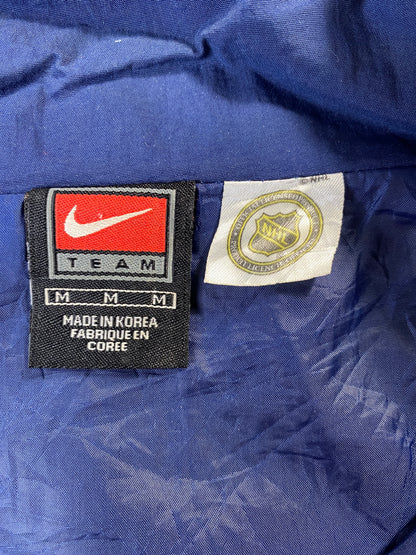 TEAM
M M M
MADE IN KOREA
FABRIQUE EN
COREE
© NHL
NHL